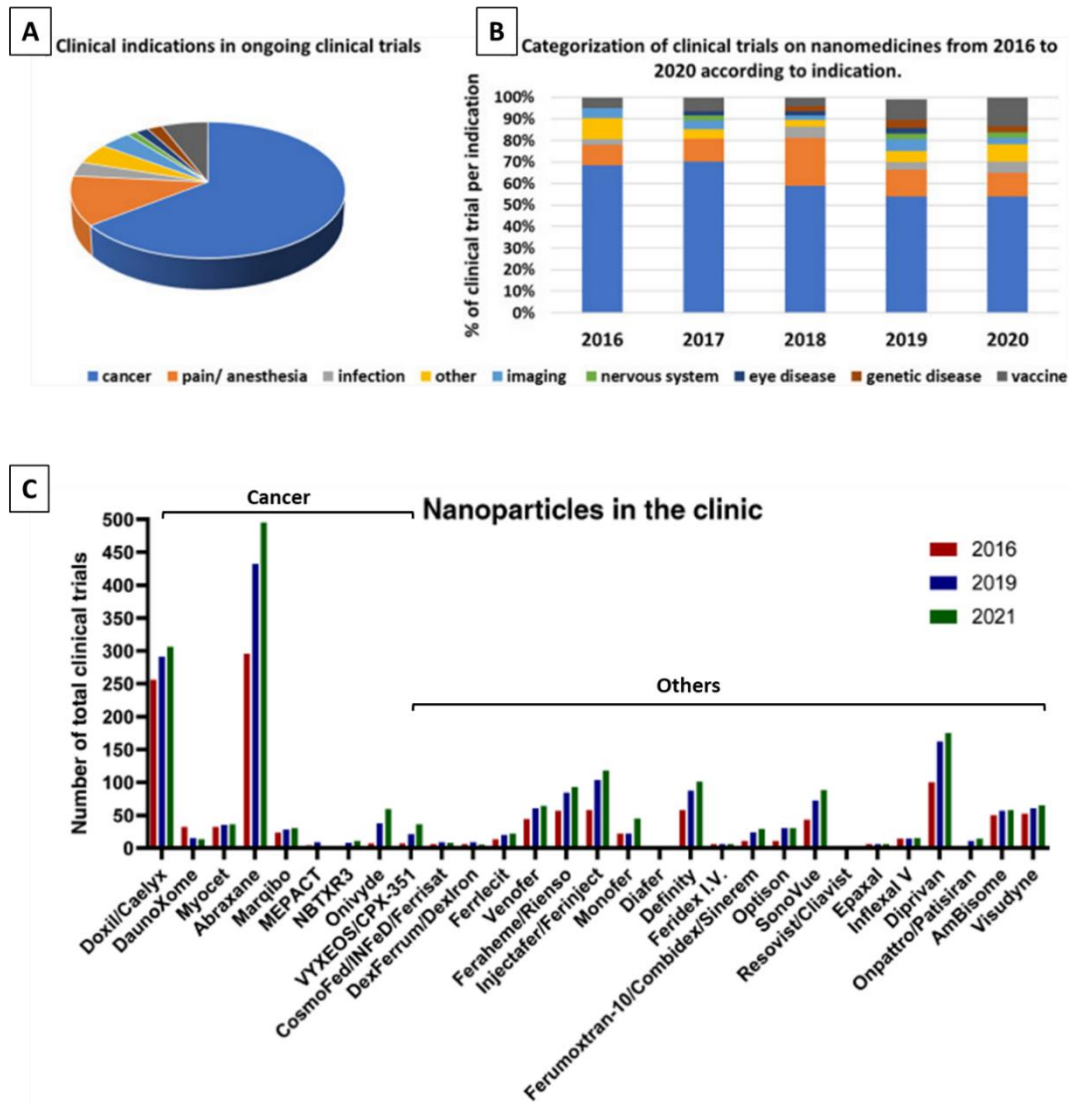 A
Clinical indications in ongoing clinical trials
B
Categorization of clinical trials on nanomedicines from 2016 to
2020 according to indication.
% of clinical trial per indication
100%
90%
80%
70%
60%
50%
40%
30%
20%
10%
0%
2016 2017 2018 2019 2020
cancer pain/ anesthesia infection other imaging nervous system eye disease genetic disease vaccine
C
Cancer
Nanoparticles in the clinic
2016
2019
2021
Others
Number of total clinical trials
500
450
400
350
300
250
200
150
100
50
0
Doxil/Caelyx
DaunoXome
Myocet
Abraxane
Marqibo
MEPACT
NBTXR3
Onivyde
VYXEOS/CPX-351
CosmoFed/INFeD/Ferrisat
DexFerrum/DexIron
Ferrlecit
Venofer
Feraheme/Rienso
Injectafer/Ferinject
Monofer
Diafer
Definity
Feridex I.V.
Ferumoxtran-10/Combidex/Sinerem
Optison
SonoVue
Resovist/Cliavist
Epaxal
Inflexal V
Diprivan
Onpattro/Patisiran
AmBisome
Visudyne